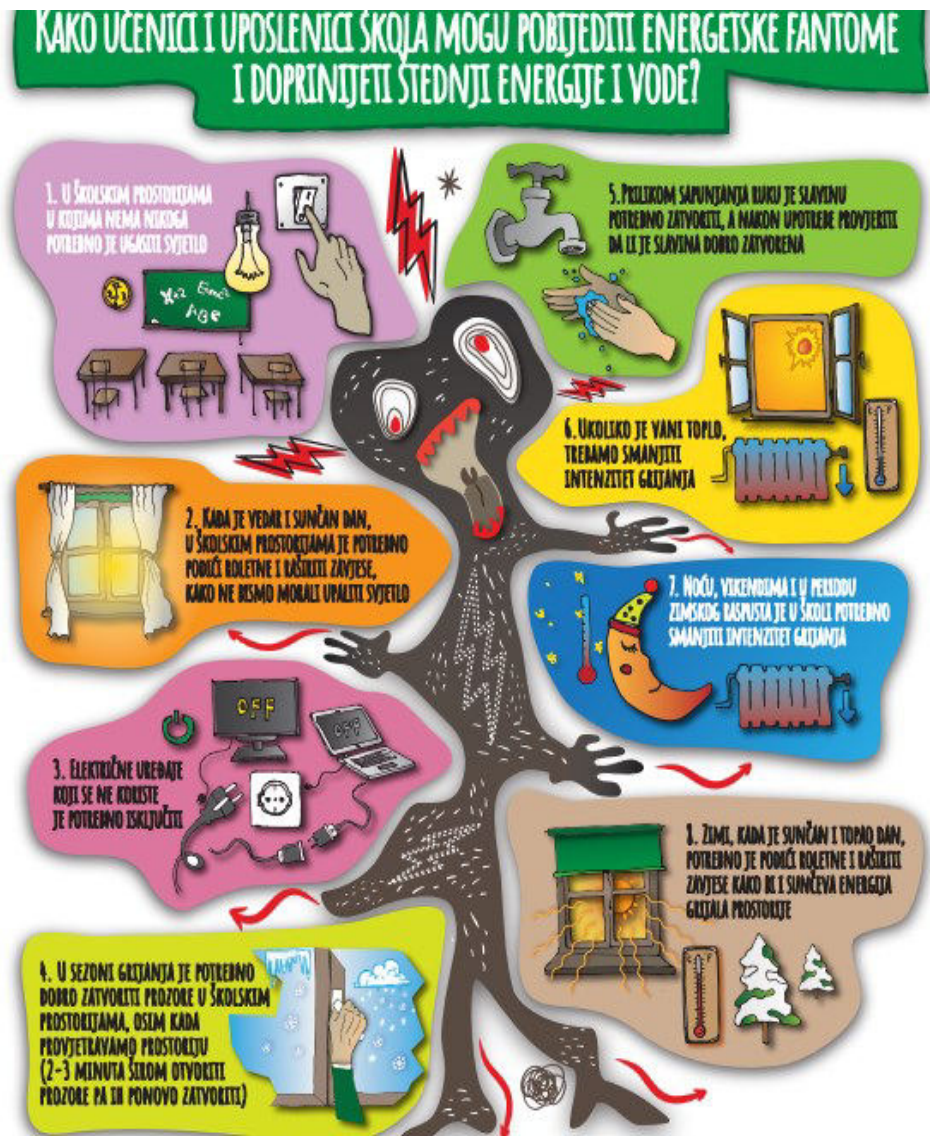 KAKO UČENICI I UPOSLENICI ŠKOLA MOGU POBIJEDITI ENERGETSKE FANTOME
I DOPRINIJETI ŠTEDNJI ENERGIJE I VODE?
1. U ŠKOLSKIM PROSTORIJAMA
U KOJIMA NEMA NIKOGA
POTREBNO JE UGASITI SVJETLO
2. KADA JE VEDAR I SUNČAN DAN,
U ŠKOLSKIM PROSTORIJAMA JE POTREBNO
PODIĆI ROLETNE I RAŠIRITI ZAVJESE,
KAKO NE BISMO MORALI UPALITI SVJETLO
OFF
OFF
3. ELEKTRIČNE UREĐAJE
KOJI SE NE KORISTE
JE POTREBNO ISKLJUČITI
4. U SEZONI GRIJANJA JE POTREBNO
DOBRO ZATVORITI PROZORE U ŠKOLSKIM
PROSTORIJAMA, OSIM KADA
PROVJETRAVAMO PROSTORIJU
(2-3 MINUTA ŠIROM OTVORITI
PROZORE PA IH PONOVO ZATVORITI)
5. PRILIKOM SAPUNJANJA RUKU JE SLAVINU
POTREBNO ZATVORITI, A NAKON UPOTREBE PROVJERITI
DA LI JE SLAVINA DOBRO ZATVORENA
6. UKOLIKO JE VANI TOPLO,
TREBAMO SMANJITI
INTENZITET GRIJANJA
7. NOĆU, VIKENDIMA I U PERIODU
ZIMSKOG RASPUSTA JE U ŠKOLI POTREBNO
SMANJITI INTENZITET GRIJANJA
8. ZIMI, KADA JE SUNČAN I TOPAO DAN,
POTREBNO JE PODIĆI ROLETNE I RAŠIRITI
ZAVJESE KAKO BI I SUNČEVA ENERGIJA
GRIJALA PROSTORIJE